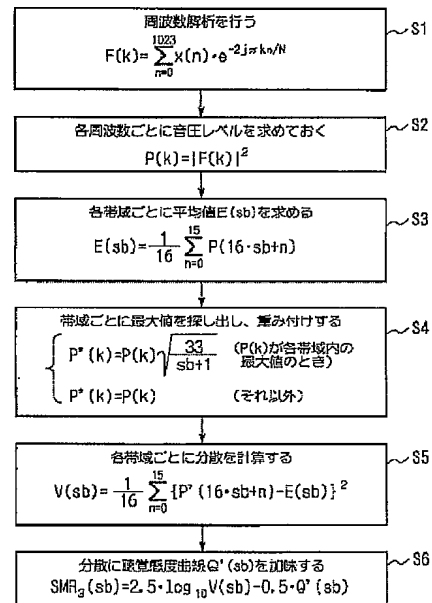 周波数解析を行う
F(k)=Σ[n=0→1023] x(n)・e^{-2jπkn/N}
S1
各周波数ごとに音圧レベルを求めておく
P(k)=|F(k)|²
S2
各帯域ごとに平均値E(sb)を求める
E(sb)=1/16 Σ[n=0→15] P(16・sb+n)
S3
帯域ごとに最大値を探し出し、重み付けする
P"(k)=P(k)√(33/(sb+1)) (P(k)が各帯域内の
最大値のとき)
P"(k)=P(k) (それ以外)
S4
各帯域ごとに分散を計算する
V(sb)=1/16 Σ[n=0→15] {P"(16・sb+n)-E(sb)}²
S5
分散に聴覚感度曲線Q'(sb)を加味する
SMR₃(sb)=2.5・log₁₀V(sb)-0.5・Q'(sb)
S6